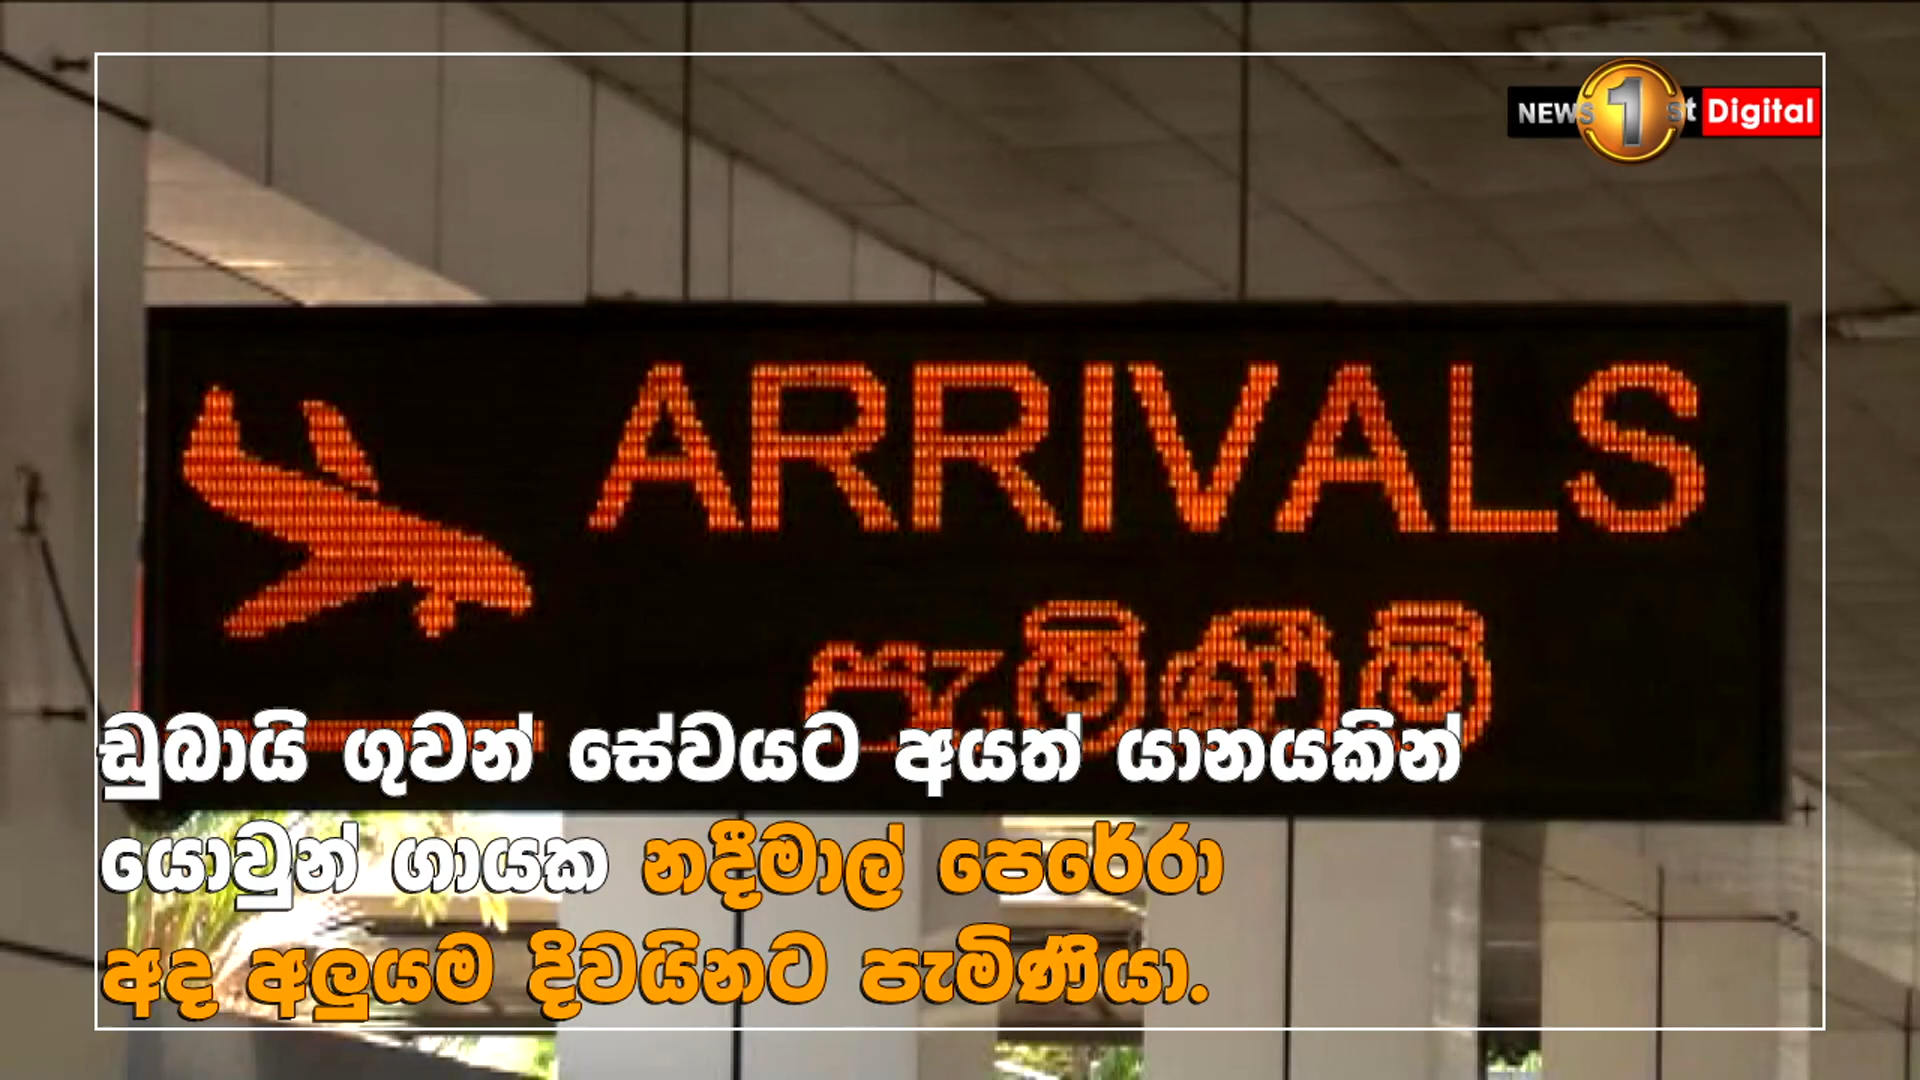 NEWS 1st Digital
ARRIVALS
පැමිණීම්
ඩුබායි ගුවන් සේවයට අයත් යානයකින්
යොවුන් ගායක නදීමාල් පෙරේරා
අද අලුයම දිවයිනට පැමිණියා.